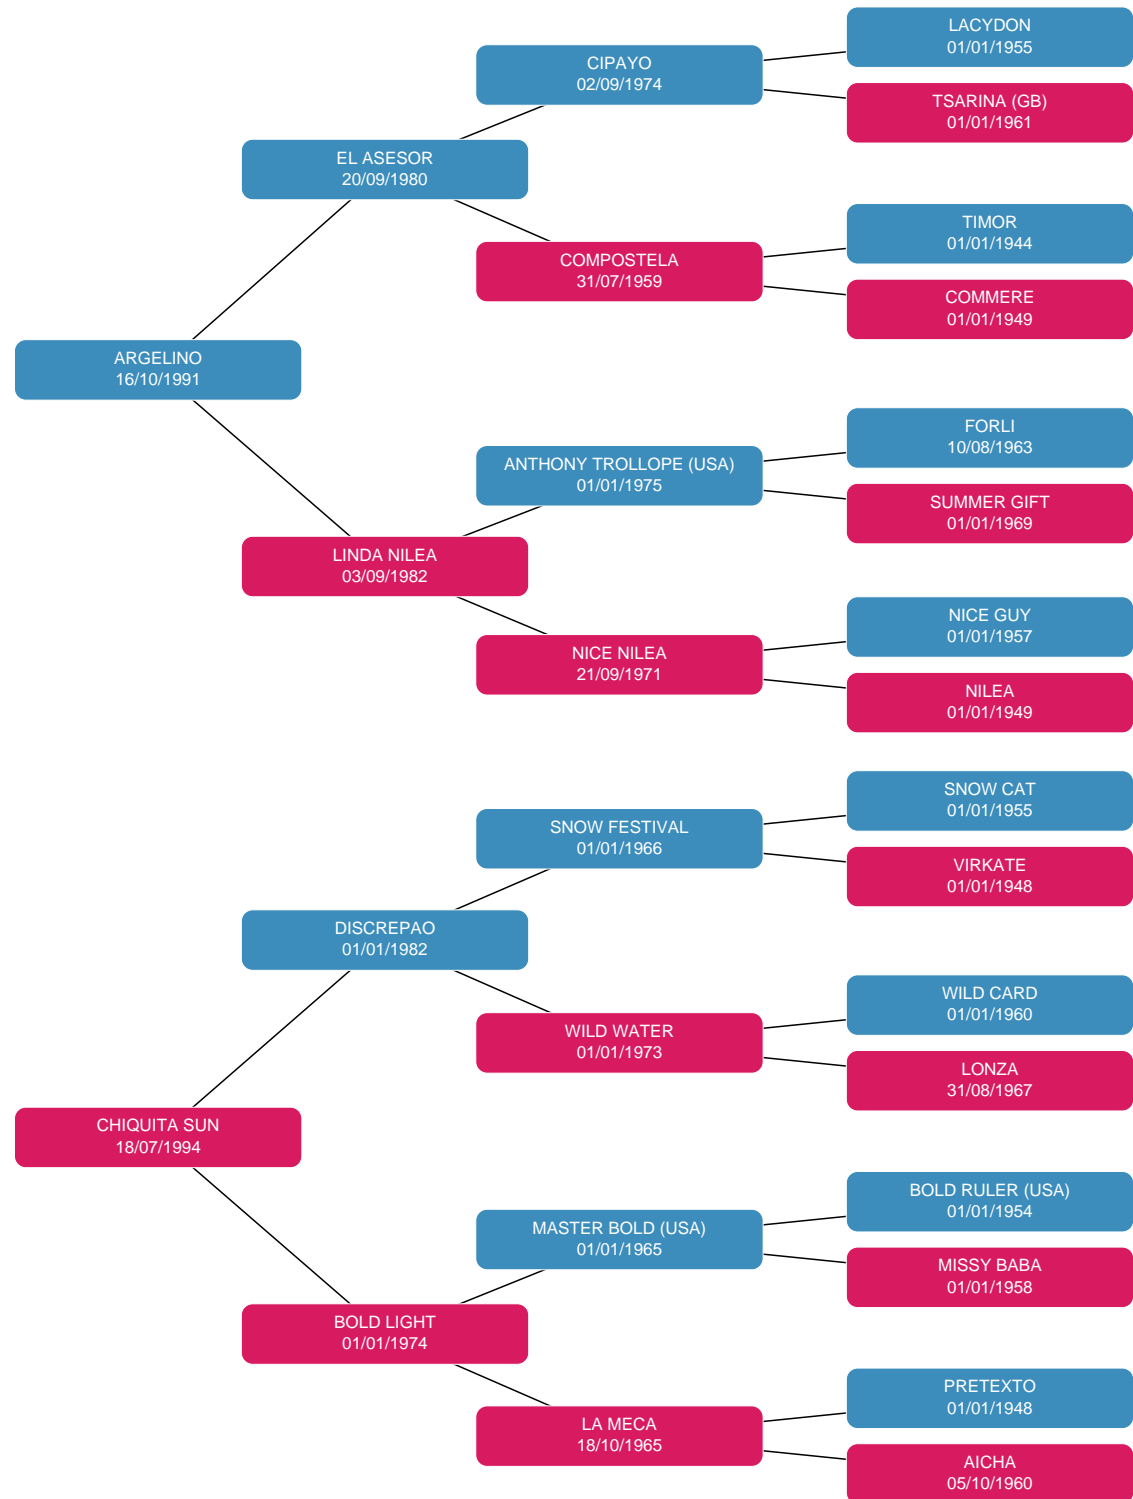 LACYDON
01/01/1955
CIPAYO
02/09/1974
TSARINA (GB)
01/01/1961
EL ASESOR
20/09/1980
TIMOR
01/01/1944
COMPOSTELA
31/07/1959
COMMERE
01/01/1949
ARGELINO
16/10/1991
FORLI
10/08/1963
ANTHONY TROLLOPE (USA)
01/01/1975
SUMMER GIFT
01/01/1969
LINDA NILEA
03/09/1982
NICE GUY
01/01/1957
NICE NILEA
21/09/1971
NILEA
01/01/1949
SNOW CAT
01/01/1955
SNOW FESTIVAL
01/01/1966
VIRKATE
01/01/1948
DISCREPAO
01/01/1982
WILD CARD
01/01/1960
WILD WATER
01/01/1973
LONZA
31/08/1967
CHIQUITA SUN
18/07/1994
BOLD RULER (USA)
01/01/1954
MASTER BOLD (USA)
01/01/1965
MISSY BABA
01/01/1958
BOLD LIGHT
01/01/1974
PRETEXTO
01/01/1948
LA MECA
18/10/1965
AICHA
05/10/1960